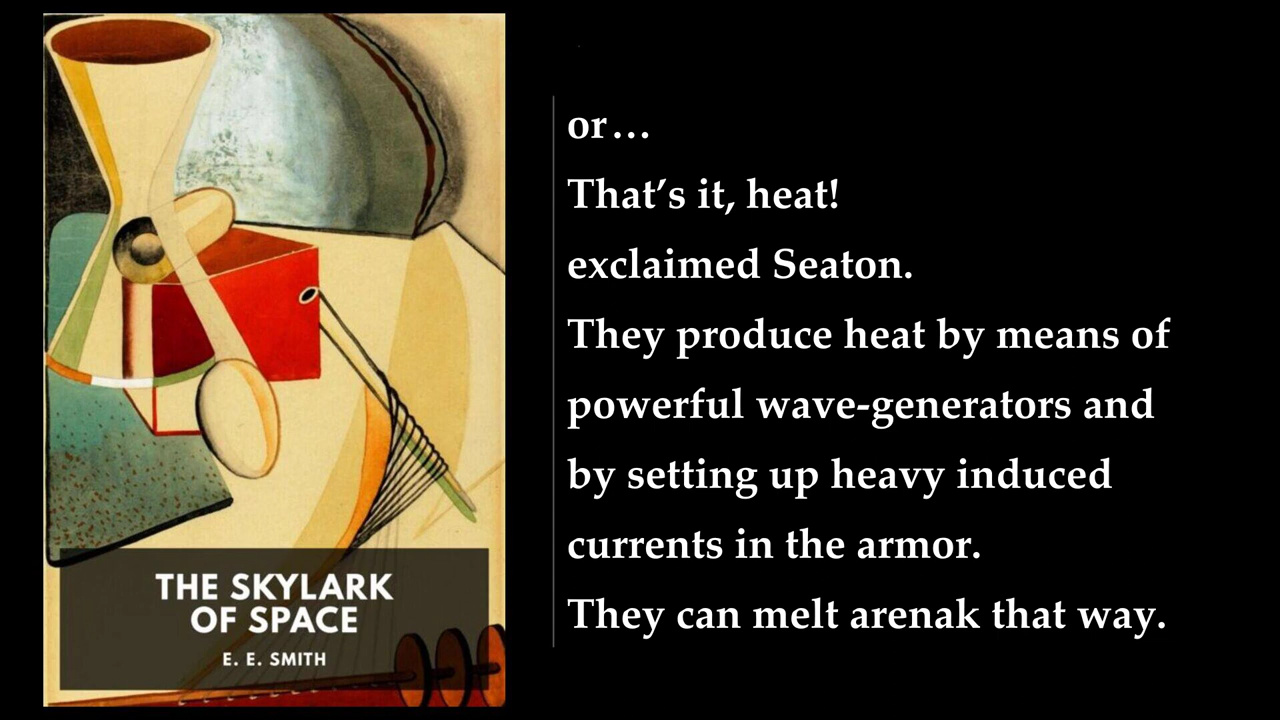 THE SKYLARK
OF SPACE
E. E. SMITH
or…
That’s it, heat!
exclaimed Seaton.
They produce heat by means of
powerful wave-generators and
by setting up heavy induced
currents in the armor.
They can melt arenak that way.